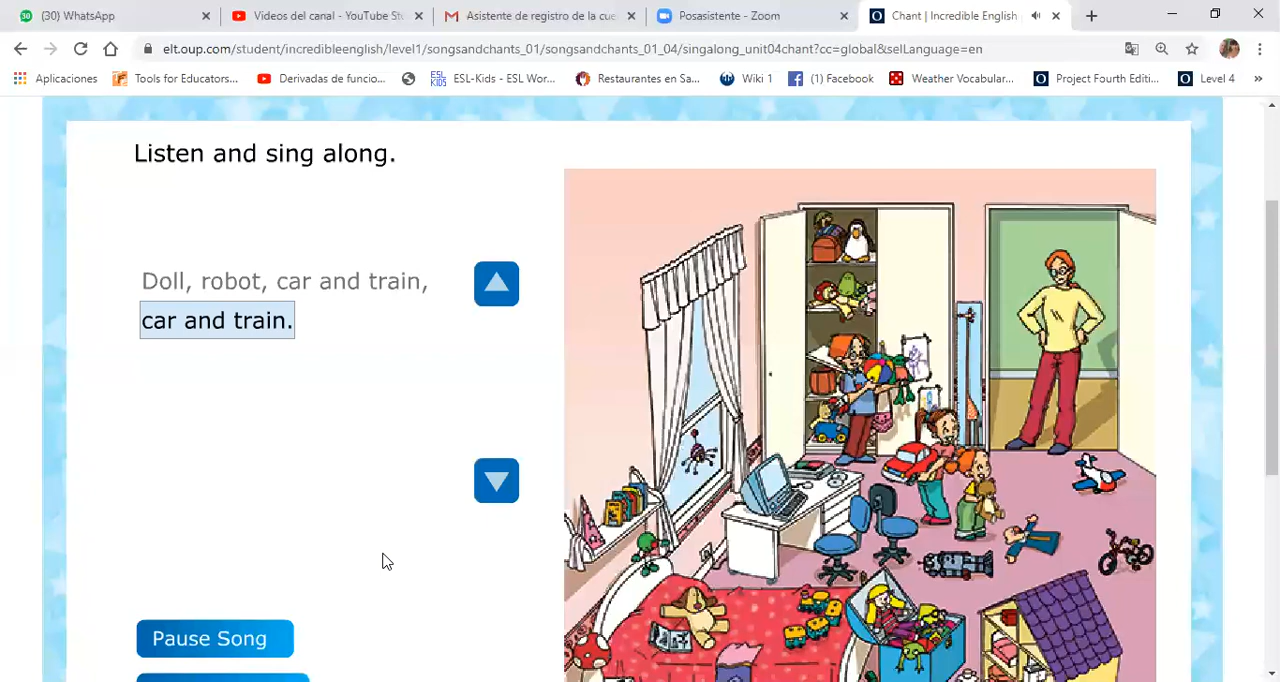 (30) WhatsApp
Videos del canal - YouTube St
Asistente de registro de la cue
Posasistente - Zoom
Chant | Incredible English
elt.oup.com/student/incredibleenglish/level1/songsandchants_01/songsandchants_01_04/singalong_unit04chant?cc=global&selLanguage=en
Aplicaciones
Tools for Educators...
Derivadas de funcio...
ESL-Kids - ESL Wor...
Restaurantes en Sa...
Wiki 1
(1) Facebook
Weather Vocabular...
Project Fourth Editi...
Level 4
Listen and sing along.
Doll, robot, car and train,
car and train.
Pause Song